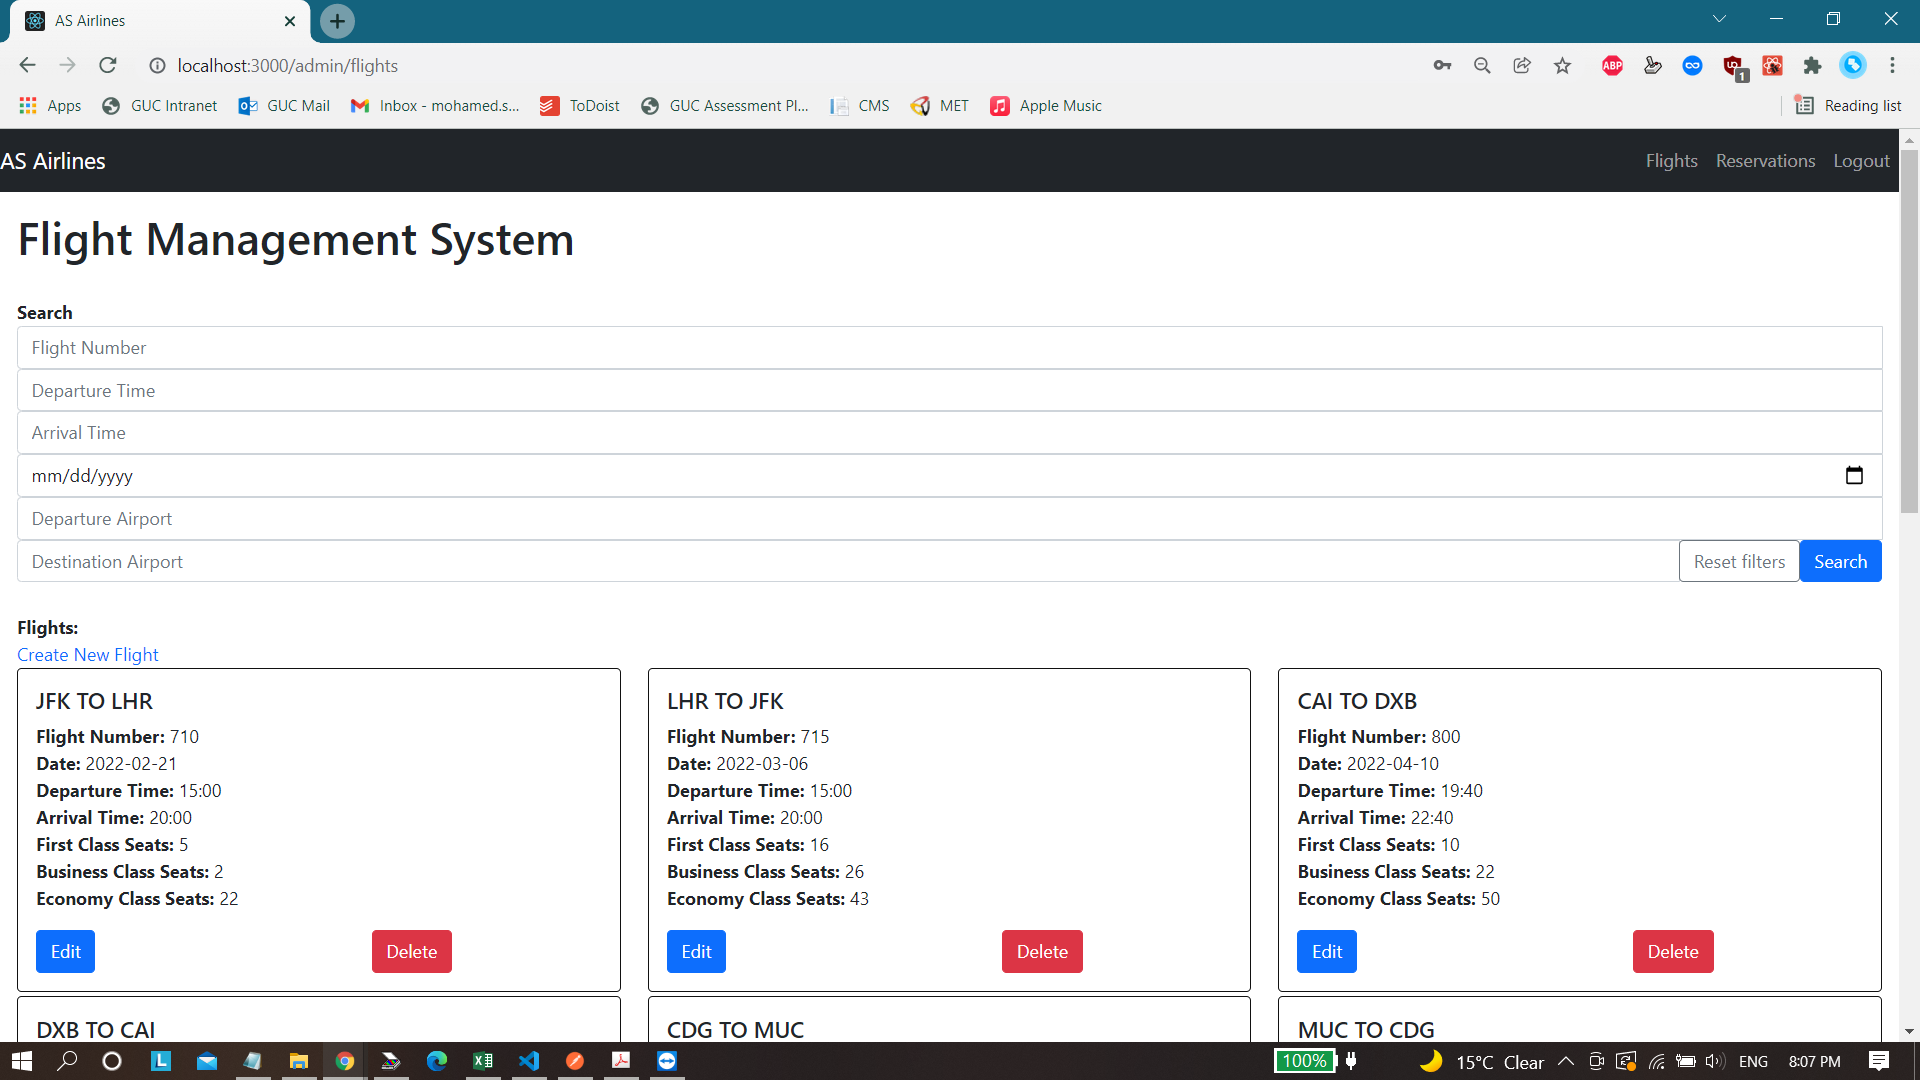 AS Airlines
localhost:3000/admin/flights
ABP
1
Apps
GUC Intranet
GUC Mail
Inbox - mohamed.s...
ToDoist
GUC Assessment Pl...
CMS
MET
Apple Music
Reading list
AS Airlines
Flights
Reservations
Logout
Flight Management System
Search
Flight Number
Departure Time
Arrival Time
mm/dd/yyyy
Departure Airport
Destination Airport
Reset filters
Search
Flights:
Create New Flight
JFK TO LHR
Flight Number: 710
Date: 2022-02-21
Departure Time: 15:00
Arrival Time: 20:00
First Class Seats: 5
Business Class Seats: 2
Economy Class Seats: 22
Edit
Delete
LHR TO JFK
Flight Number: 715
Date: 2022-03-06
Departure Time: 15:00
Arrival Time: 20:00
First Class Seats: 16
Business Class Seats: 26
Economy Class Seats: 43
Edit
Delete
CAI TO DXB
Flight Number: 800
Date: 2022-04-10
Departure Time: 19:40
Arrival Time: 22:40
First Class Seats: 10
Business Class Seats: 22
Economy Class Seats: 50
Edit
Delete
DXB TO CAI
CDG TO MUC
MUC TO CDG
L
100%
15°C Clear
ENG
8:07 PM